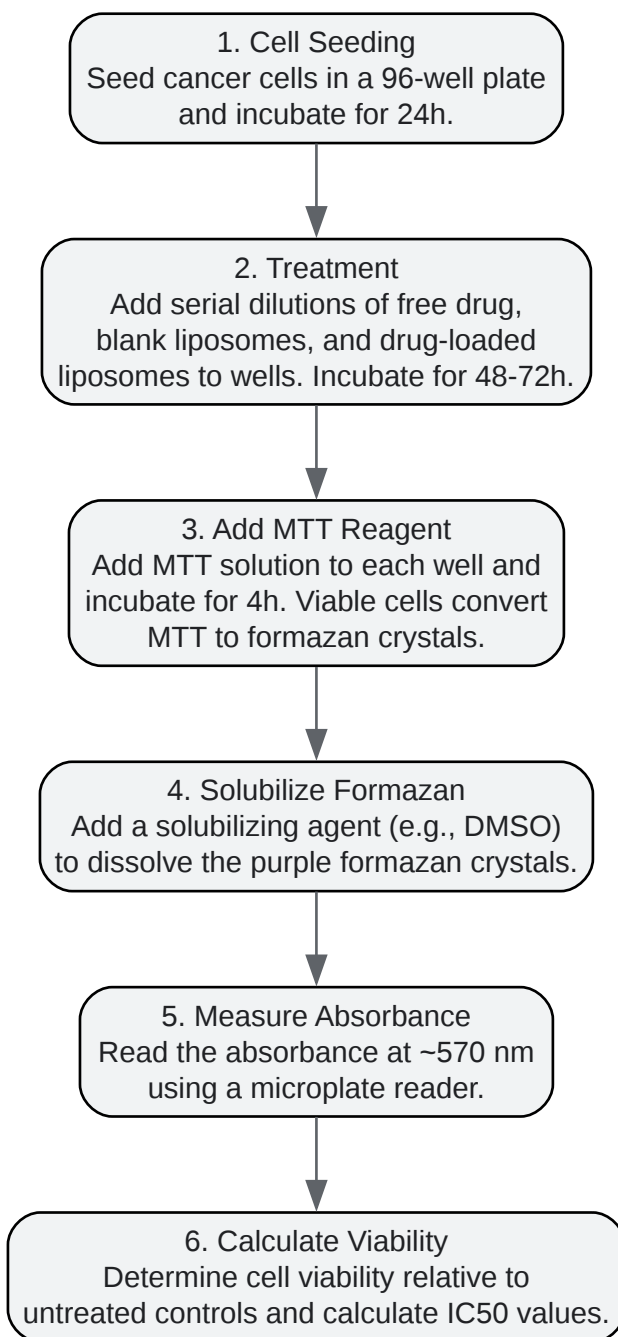 1. Cell Seeding
Seed cancer cells in a 96-well plate
and incubate for 24h.
2. Treatment
Add serial dilutions of free drug,
blank liposomes, and drug-loaded
liposomes to wells. Incubate for 48-72h.
3. Add MTT Reagent
Add MTT solution to each well and
incubate for 4h. Viable cells convert
MTT to formazan crystals.
4. Solubilize Formazan
Add a solubilizing agent (e.g., DMSO)
to dissolve the purple formazan crystals.
5. Measure Absorbance
Read the absorbance at ~570 nm
using a microplate reader.
6. Calculate Viability
Determine cell viability relative to
untreated controls and calculate IC50 values.